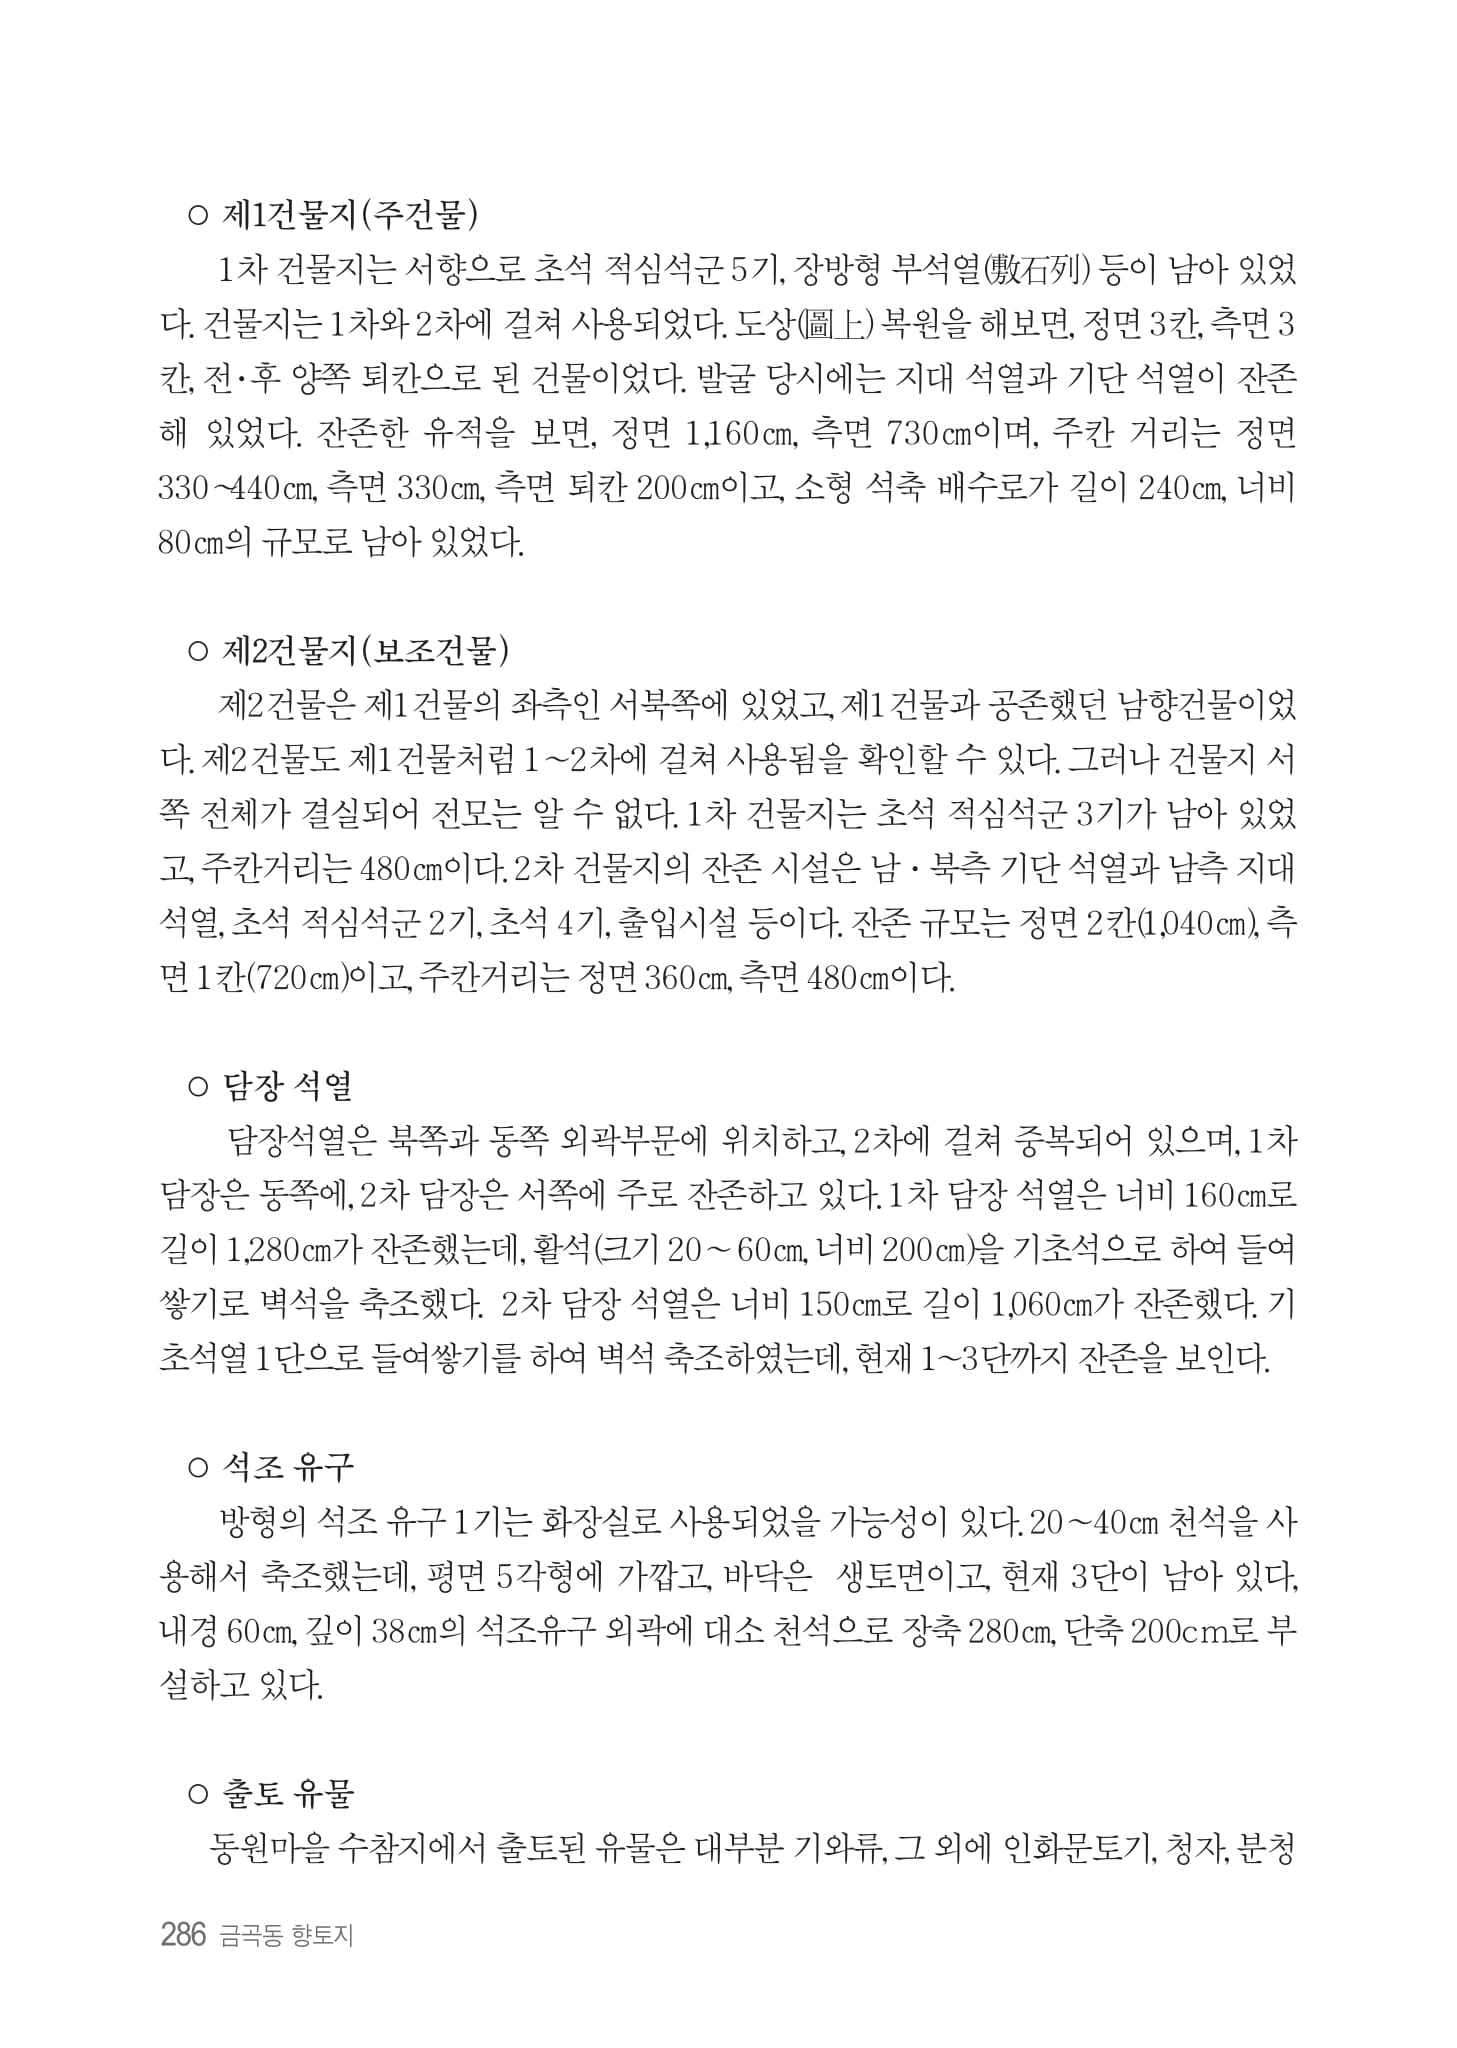 ○ 제1건물지(주건물)
1차 건물지는 서향으로 초석 적심석군 5기, 장방형 부석열(敷石列) 등이 남아 있었
다. 건물지는 1차와 2차에 걸쳐 사용되었다. 도상(圖上) 복원을 해보면, 정면 3칸, 측면 3
칸, 전·후 양쪽 퇴칸으로 된 건물이었다. 발굴 당시에는 지대 석열과 기단 석열이 잔존
해 있었다. 잔존한 유적을 보면, 정면 1,160㎝, 측면 730㎝이며, 주칸 거리는 정면
330~440㎝, 측면 330㎝, 측면 퇴칸 200㎝이고, 소형 석축 배수로가 길이 240㎝, 너비
80㎝의 규모로 남아 있었다.
○ 제2건물지(보조건물)
제2건물은 제1건물의 좌측인 서북쪽에 있었고, 제1건물과 공존했던 남향건물이었
다. 제2건물도 제1건물처럼 1~2차에 걸쳐 사용됨을 확인할 수 있다. 그러나 건물지 서
쪽 전체가 결실되어 전모는 알 수 없다. 1차 건물지는 초석 적심석군 3기가 남아 있었
고, 주칸거리는 480㎝이다. 2차 건물지의 잔존 시설은 남·북측 기단 석열과 남측 지대
석열, 초석 적심석군 2기, 초석 4기, 출입시설 등이다. 잔존 규모는 정면 2칸(1,040㎝), 측
면 1칸(720㎝)이고, 주칸거리는 정면 360㎝, 측면 480㎝이다.
○ 담장 석열
담장석열은 북쪽과 동쪽 외곽부문에 위치하고, 2차에 걸쳐 중복되어 있으며, 1차
담장은 동쪽에, 2차 담장은 서쪽에 주로 잔존하고 있다. 1차 담장 석열은 너비 160㎝로
길이 1,280㎝가 잔존했는데, 활석(크기 20~60㎝, 너비 200㎝)을 기초석으로 하여 들여
쌓기로 벽석을 축조했다. 2차 담장 석열은 너비 150㎝로 길이 1,060㎝가 잔존했다. 기
초석열 1단으로 들여쌓기를 하여 벽석 축조하였는데, 현재 1~3단까지 잔존을 보인다.
○ 석조 유구
방형의 석조 유구 1기는 화장실로 사용되었을 가능성이 있다. 20~40㎝ 천석을 사
용해서 축조했는데, 평면 5각형에 가깝고, 바닥은 생토면이고, 현재 3단이 남아 있다,
내경 60㎝, 깊이 38㎝의 석조유구 외곽에 대소 천석으로 장축 280㎝, 단축 200cm로 부
설하고 있다.
○ 출토 유물
동원마을 수참지에서 출토된 유물은 대부분 기와류, 그 외에 인화문토기, 청자, 분청
286 금곡동 향토지